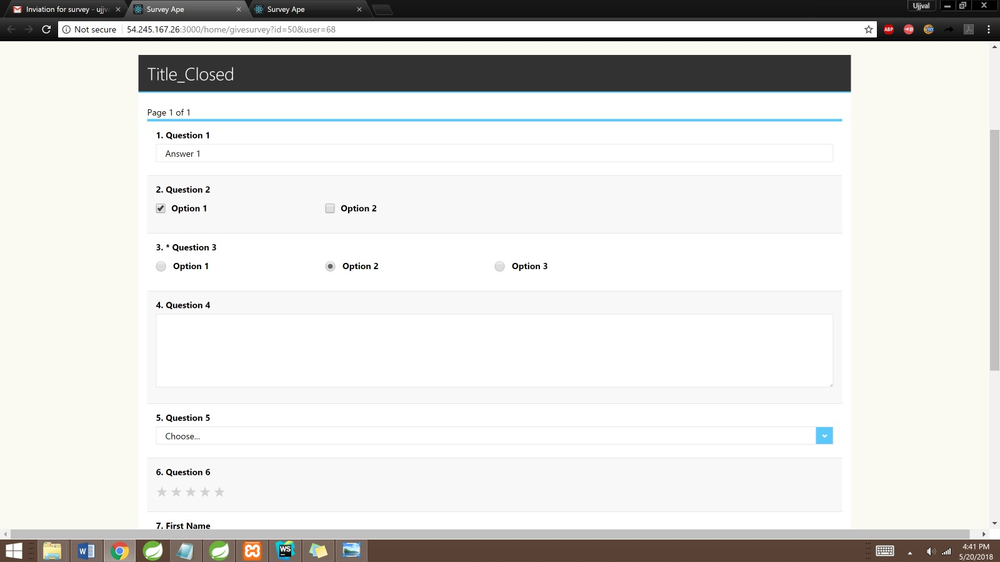 Inviation for survey - ujjv
Survey Ape
Survey Ape
Ujjval
Not secure
54.245.167.26:3000/home/givesurvey?id=50&user=68
ABP
TXT
Title_Closed
Page 1 of 1
1. Question 1
Answer 1
2. Question 2
Option 1
Option 2
3. * Question 3
Option 1
Option 2
Option 3
4. Question 4
5. Question 5
Choose...
6. Question 6
7. First Name
W
WS
4:41 PM
5/20/2018